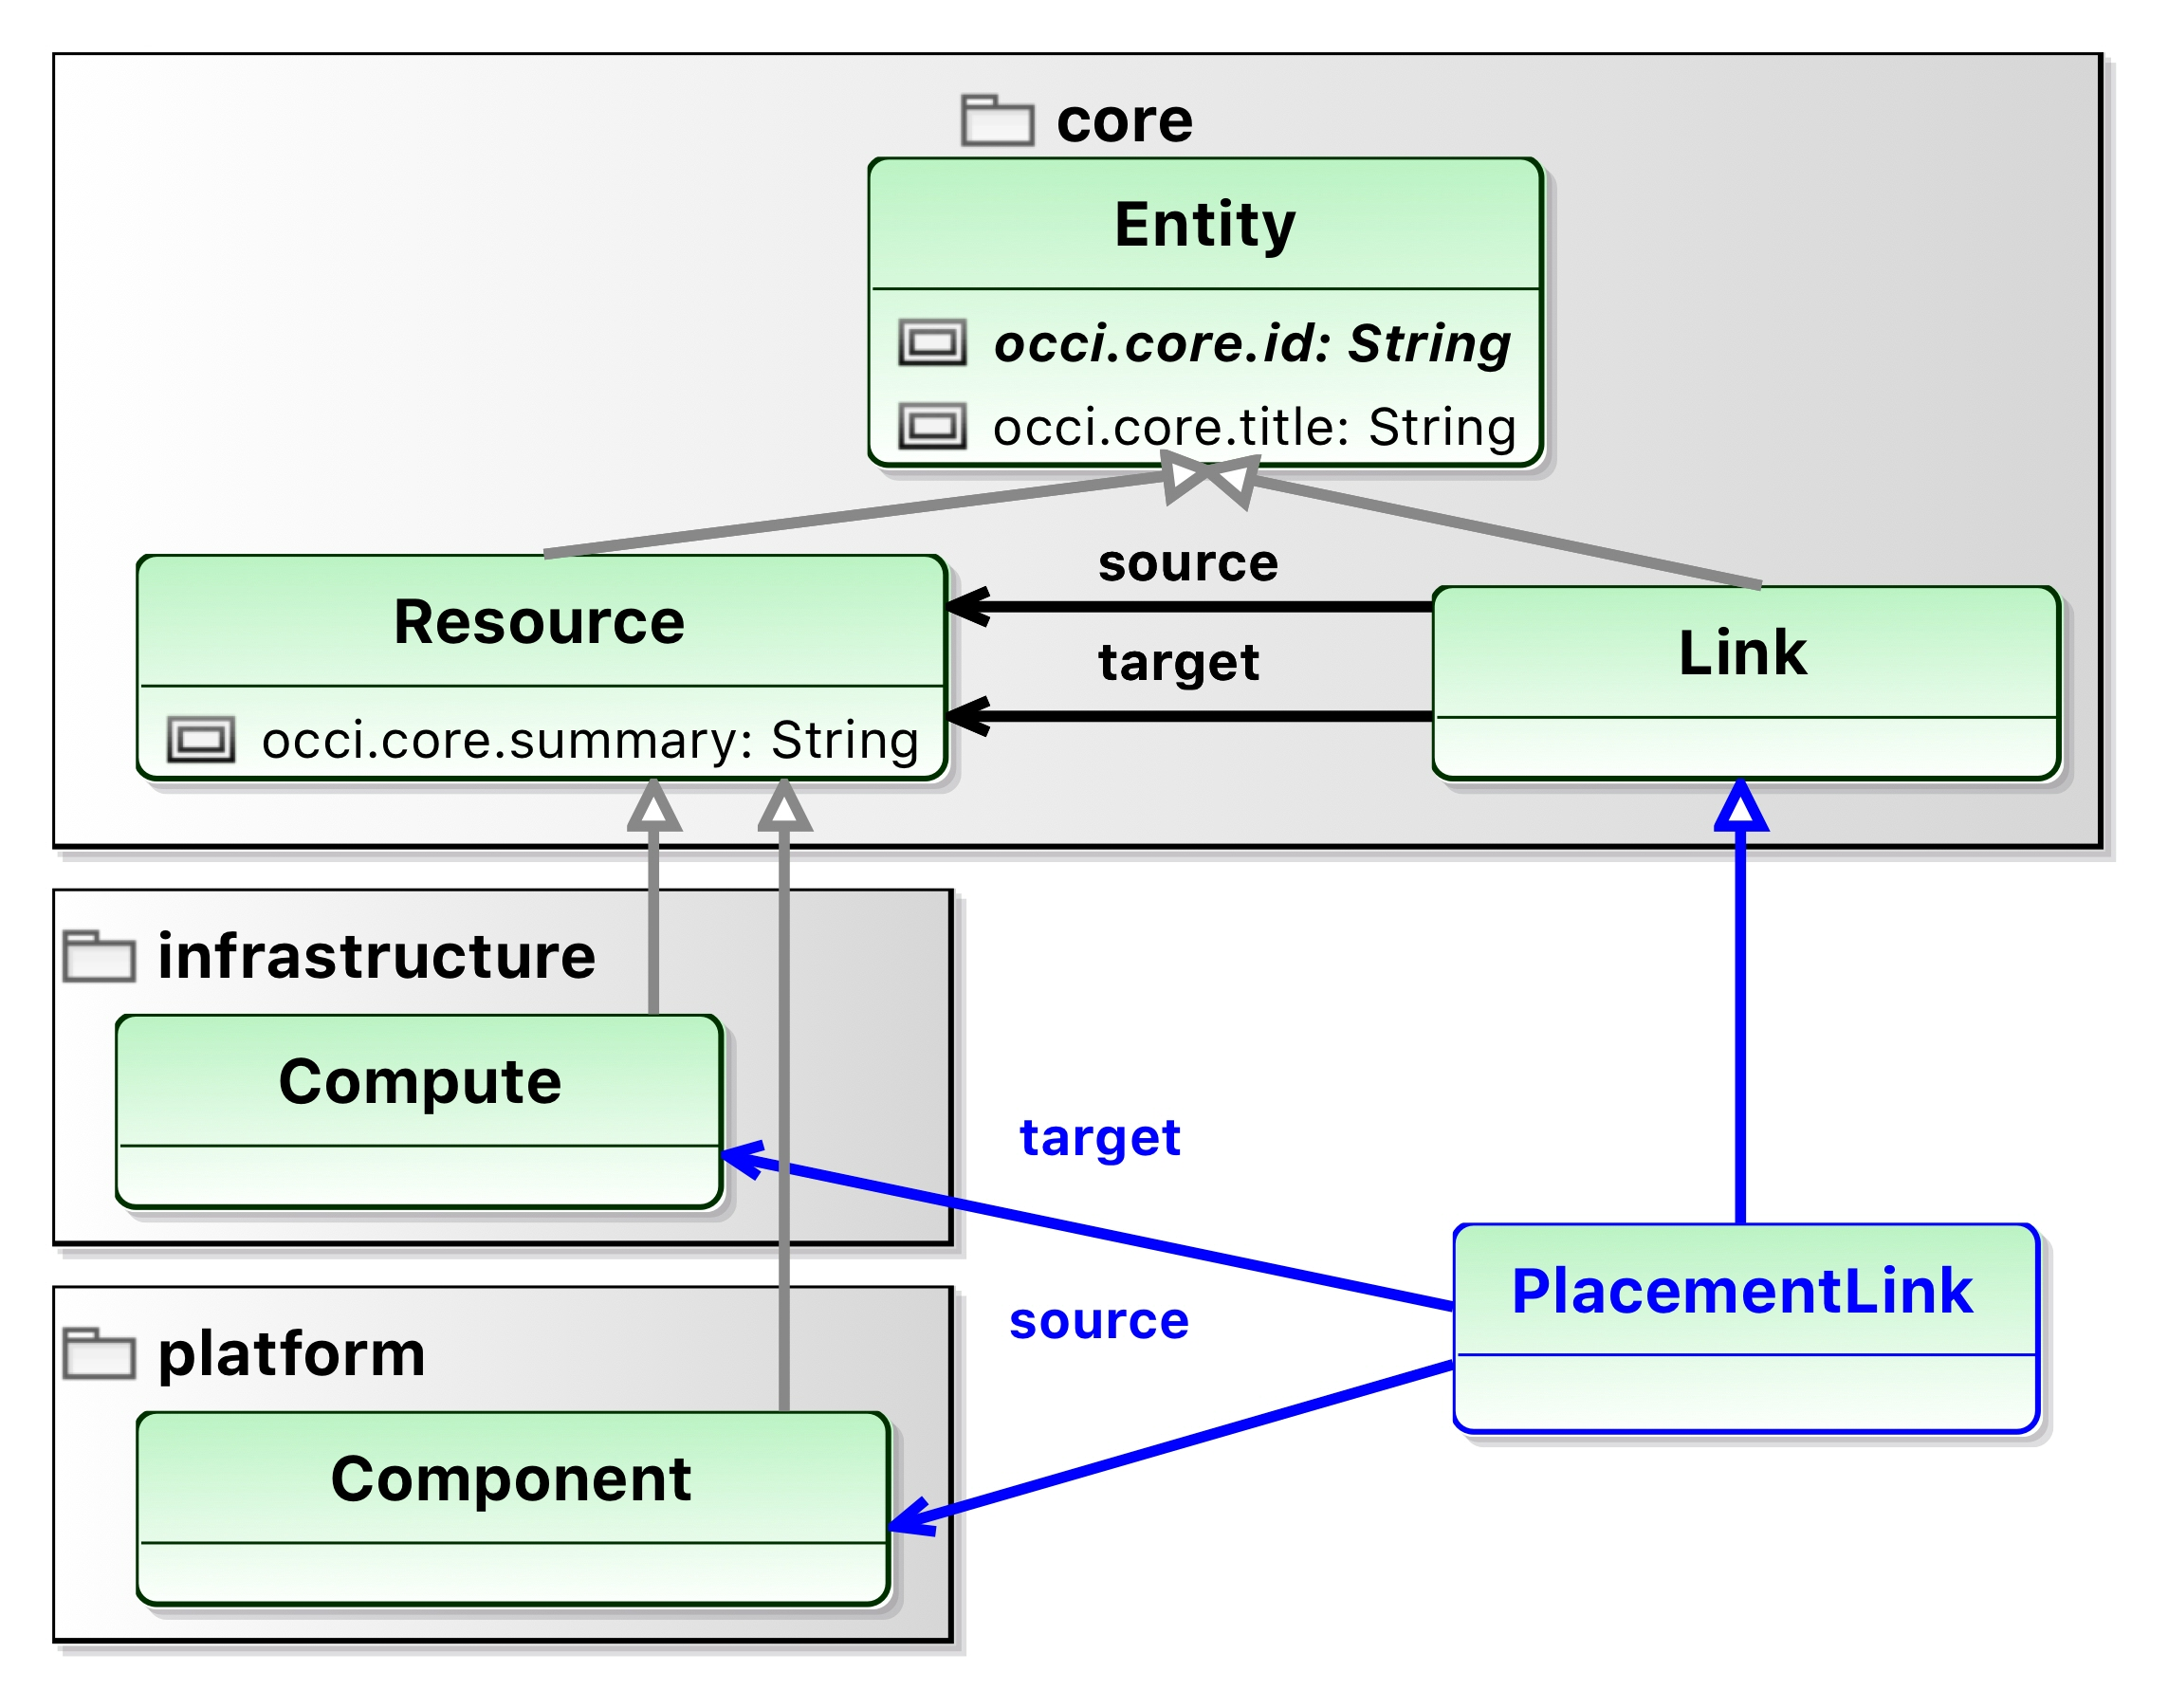 core
Entity
occi.core.id: String
occi.core.title: String
source
Resource
Link
target
occi.core.summary: String
infrastructure
Compute
target
PlacementLink
source
platform
Component